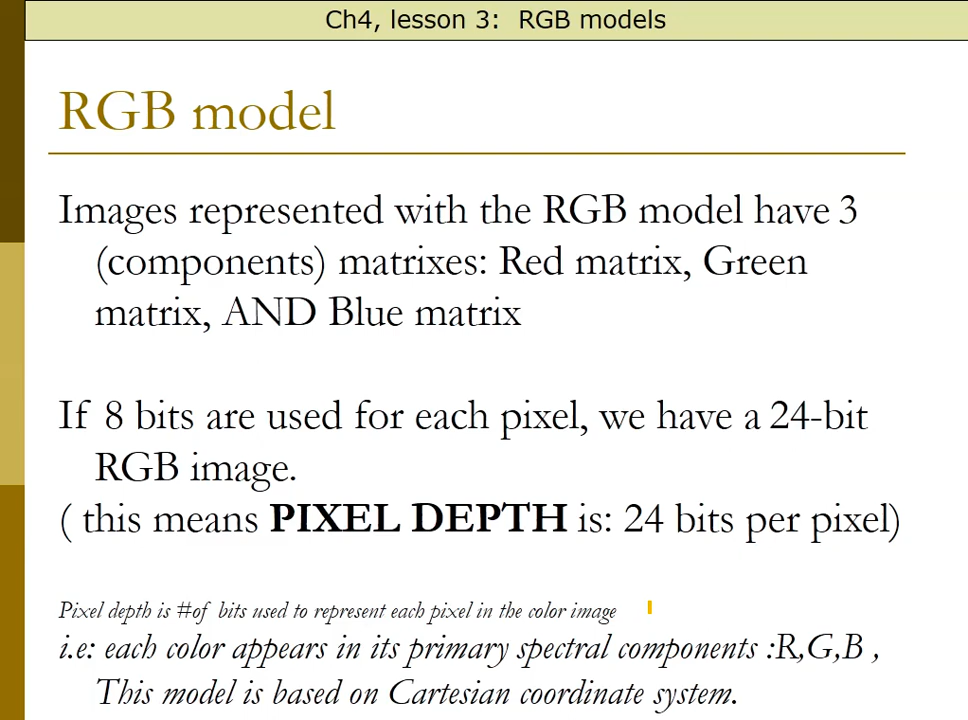 Ch4, lesson 3:  RGB models
RGB model
Images represented with the RGB model have 3
(components) matrixes: Red matrix, Green
matrix, AND Blue matrix
If 8 bits are used for each pixel, we have a 24-bit
RGB image.
( this means PIXEL DEPTH is: 24 bits per pixel)
Pixel depth is #of bits used to represent each pixel in the color image
i.e: each color appears in its primary spectral components :R,G,B ,
This model is based on Cartesian coordinate system.